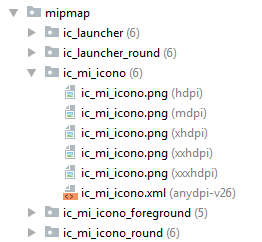 mipmap
ic_launcher (6)
ic_launcher_round (6)
ic_mi_icono (6)
ic_mi_icono.png (hdpi)
ic_mi_icono.png (mdpi)
ic_mi_icono.png (xhdpi)
ic_mi_icono.png (xxhdpi)
ic_mi_icono.png (xxxhdpi)
ic_mi_icono.xml (anydpi-v26)
ic_mi_icono_foreground (5)
ic_mi_icono_round (6)